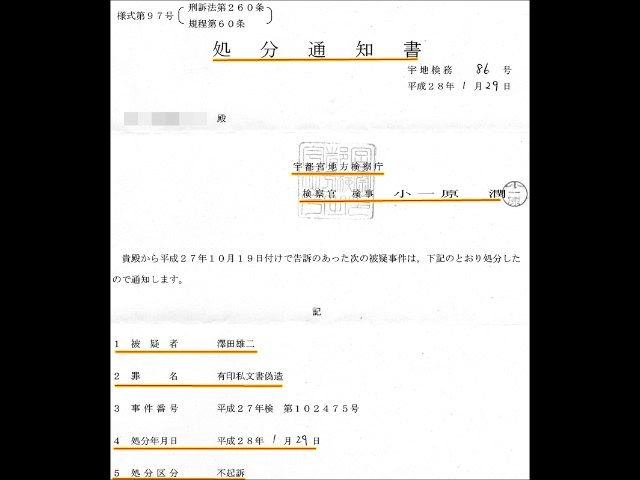 様式第97号(刑訴法第260条
規程第60条)
処分通知書
宇地検務 86 号
平成28年 1月29日
殿
宇都宮地方検察庁
検察官 検事 小一原 潤
貴殿から平成27年10月19日付けで告訴のあった次の被疑事件は,下記のとおり処分した
ので通知します。
記
1 被疑者 澤田雄二
2 罪名 有印私文書偽造
3 事件番号 平成27年検 第102475号
4 処分年月日 平成28年 1月29日
5 処分区分 不起訴